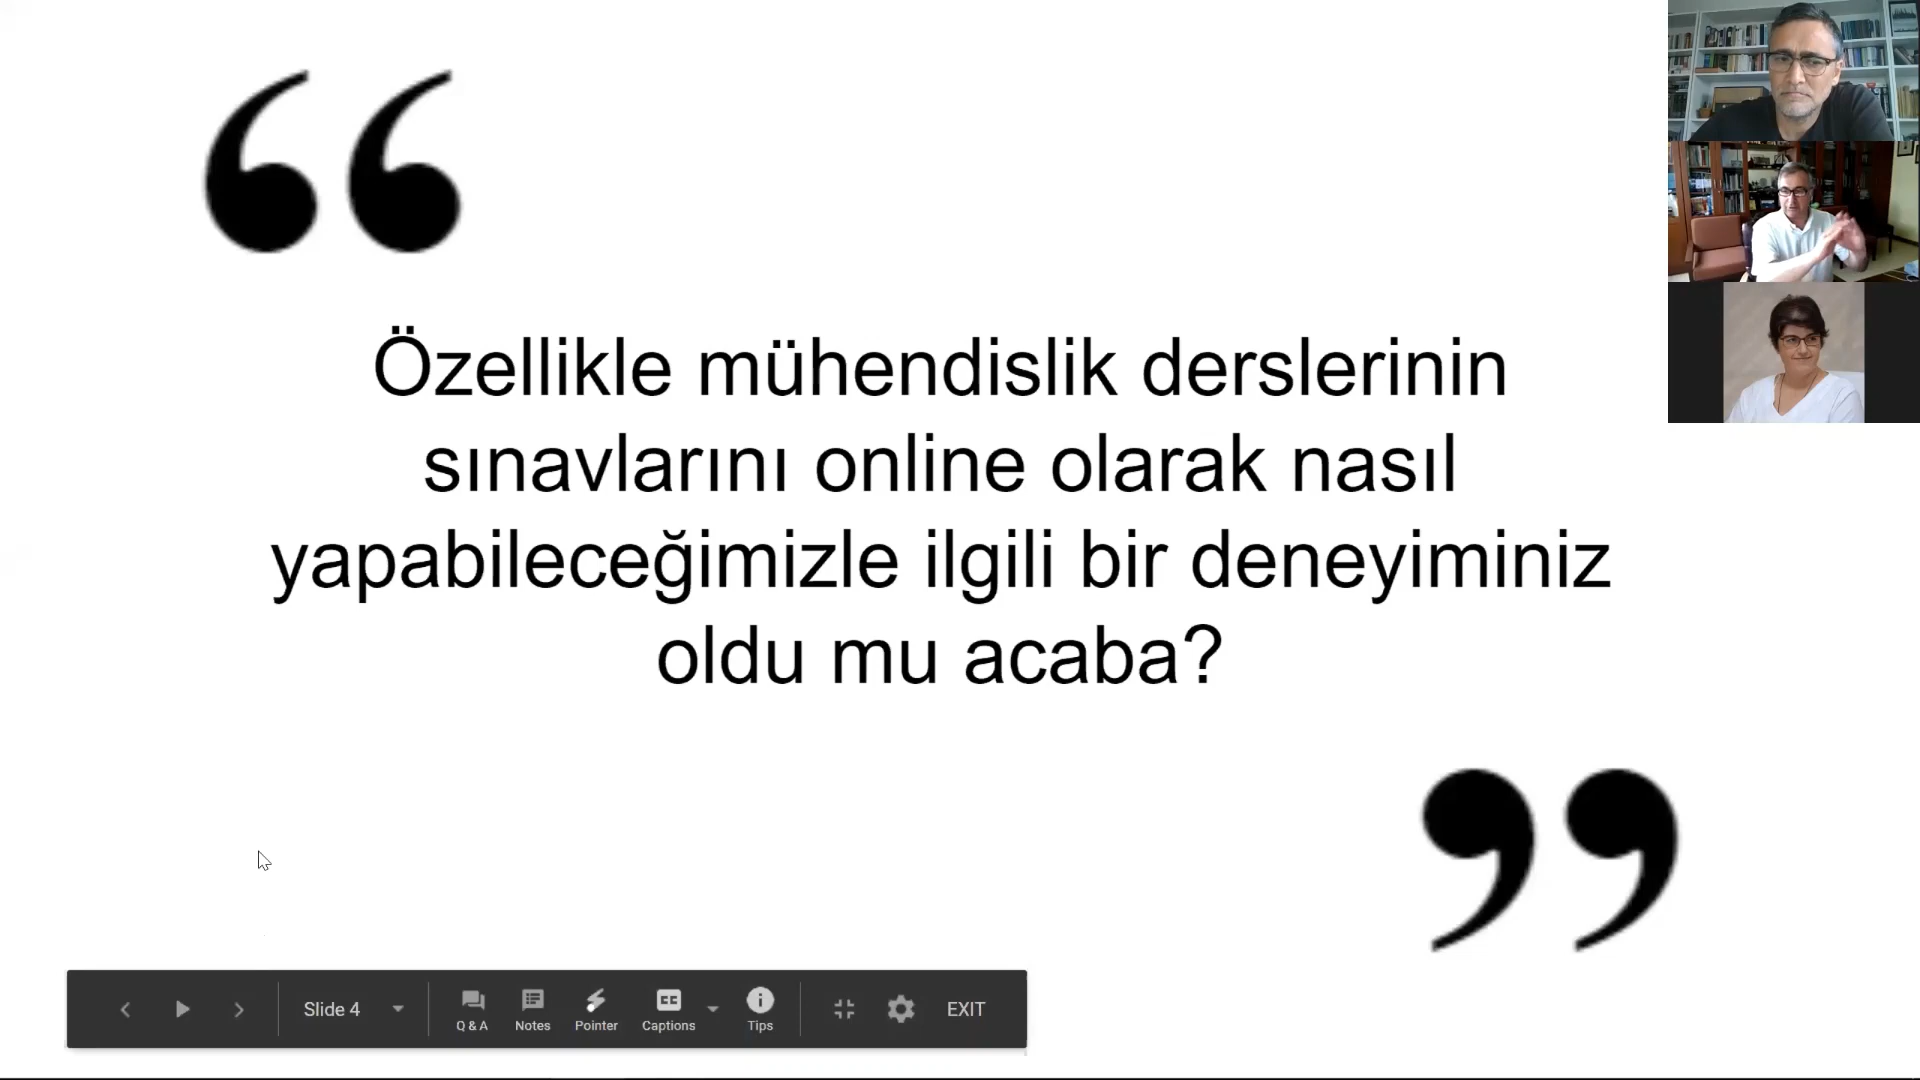 “
Özellikle mühendislik derslerinin
sınavlarını online olarak nasıl
yapabileceğimizle ilgili bir deneyiminiz
oldu mu acaba?
”
Slide 4
Q & A
Notes
Pointer
CC
Captions
Tips
EXIT